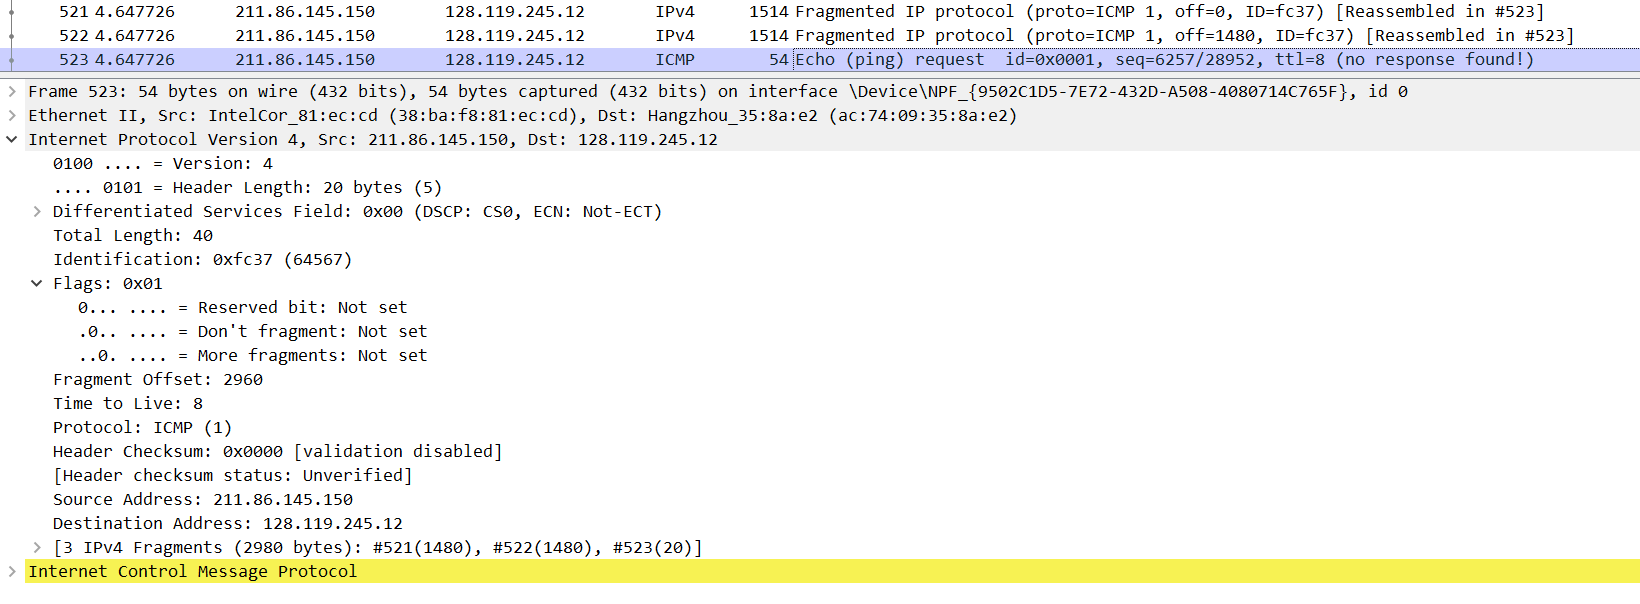 521 4.647726 211.86.145.150 128.119.245.12 IPv4 1514 Fragmented IP protocol (proto=ICMP 1, off=0, ID=fc37) [Reassembled in #523]
522 4.647726 211.86.145.150 128.119.245.12 IPv4 1514 Fragmented IP protocol (proto=ICMP 1, off=1480, ID=fc37) [Reassembled in #523]
523 4.647726 211.86.145.150 128.119.245.12 ICMP 54 Echo (ping) request id=0x0001, seq=6257/28952, ttl=8 (no response found!)
Frame 523: 54 bytes on wire (432 bits), 54 bytes captured (432 bits) on interface \Device\NPF_{9502C1D5-7E72-432D-A508-4080714C765F}, id 0
Ethernet II, Src: IntelCor_81:ec:cd (38:ba:f8:81:ec:cd), Dst: Hangzhou_35:8a:e2 (ac:74:09:35:8a:e2)
Internet Protocol Version 4, Src: 211.86.145.150, Dst: 128.119.245.12
0100 .... = Version: 4
.... 0101 = Header Length: 20 bytes (5)
Differentiated Services Field: 0x00 (DSCP: CS0, ECN: Not-ECT)
Total Length: 40
Identification: 0xfc37 (64567)
Flags: 0x01
0... .... = Reserved bit: Not set
.0.. .... = Don't fragment: Not set
..0. .... = More fragments: Not set
Fragment Offset: 2960
Time to Live: 8
Protocol: ICMP (1)
Header Checksum: 0x0000 [validation disabled]
[Header checksum status: Unverified]
Source Address: 211.86.145.150
Destination Address: 128.119.245.12
[3 IPv4 Fragments (2980 bytes): #521(1480), #522(1480), #523(20)]
Internet Control Message Protocol